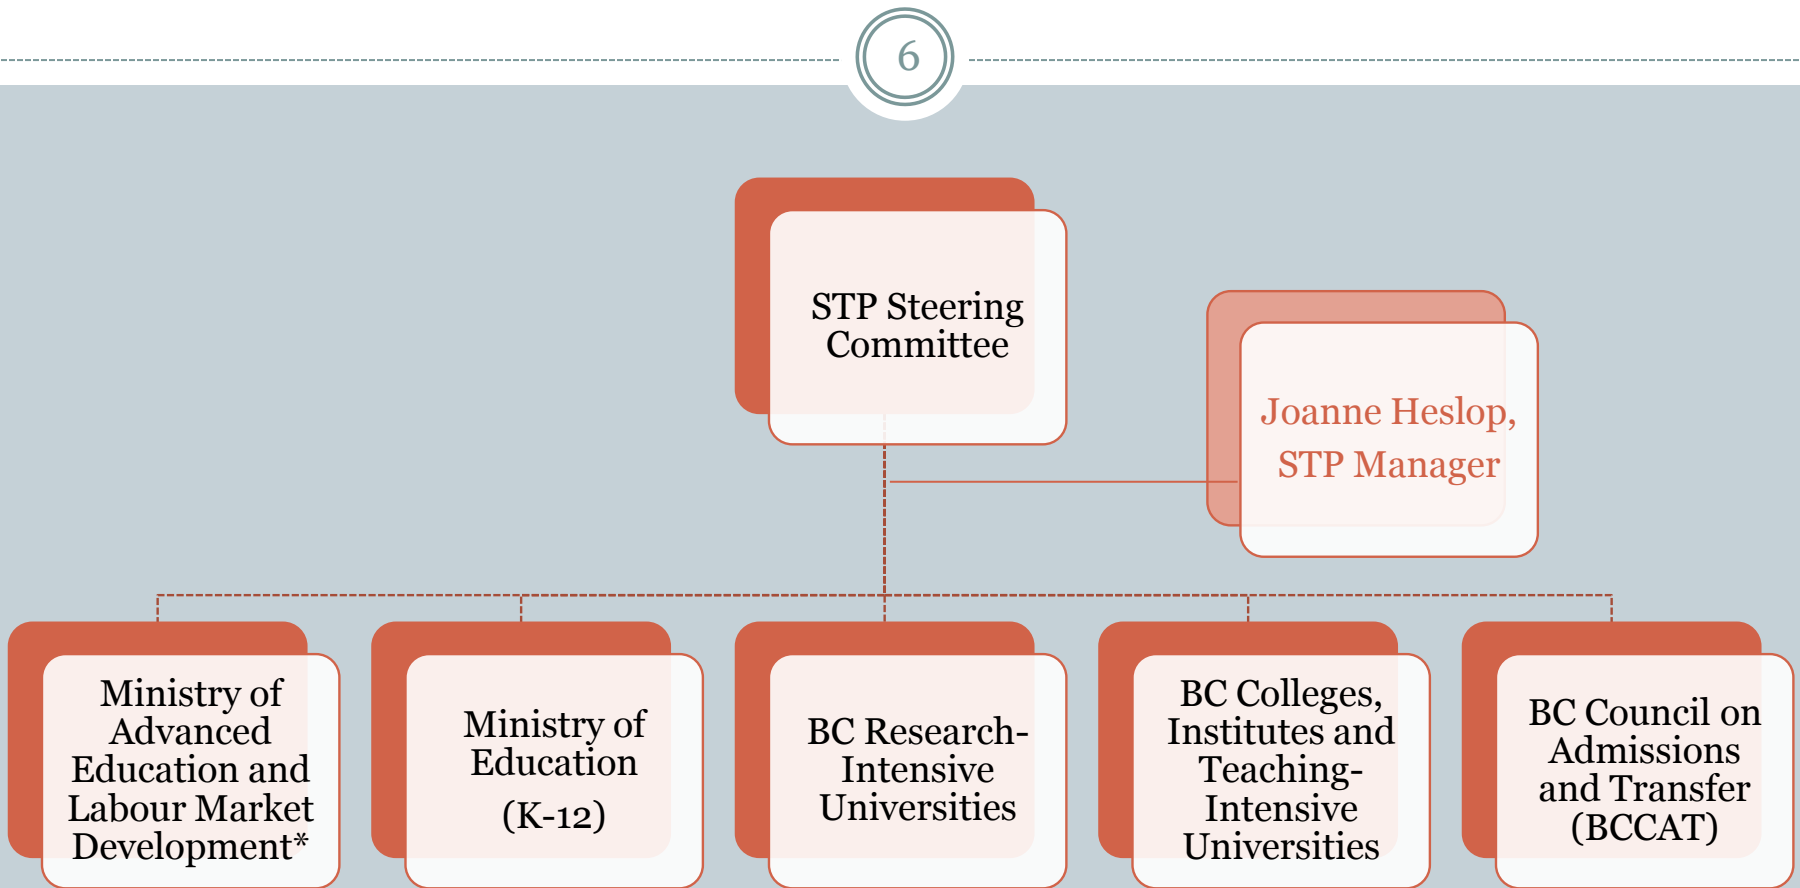 6
STP Steering
Committee
Joanne Heslop,
STP Manager
Ministry of
Advanced
Education and
Labour Market
Development*
Ministry of
Education
(K-12)
BC Research-
Intensive
Universities
BC Colleges,
Institutes and
Teaching-
Intensive
Universities
BC Council on
Admissions
and Transfer
(BCCAT)